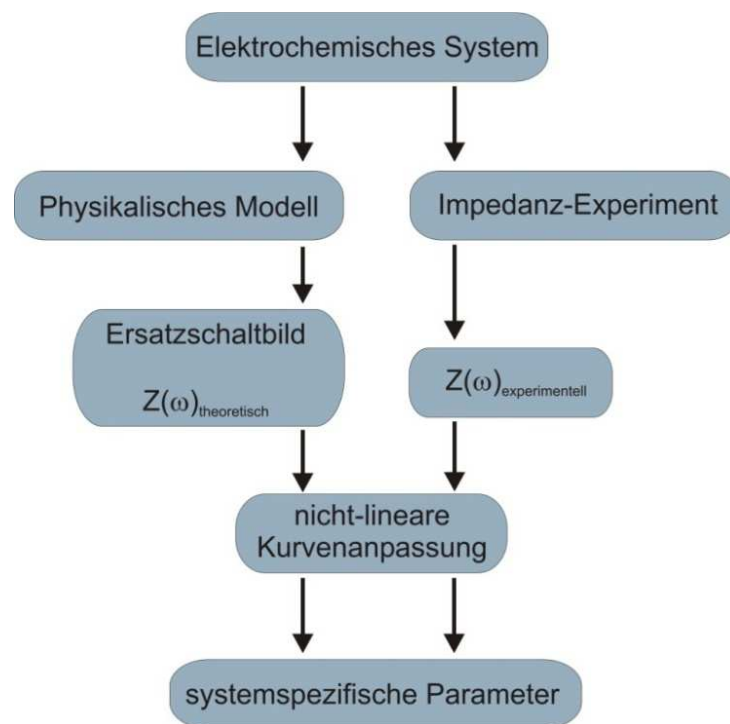 Elektrochemisches System
Physikalisches Modell
Impedanz-Experiment
Ersatzschaltbild
Z(ω)theoretisch
Z(ω)experimentell
nicht-lineare
Kurvenanpassung
systemspezifische Parameter